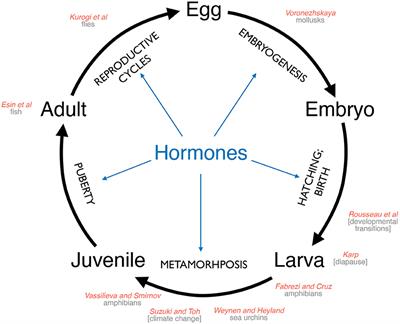 Egg
Kurogi et al
flies
Voronezhskaya
mollusks
REPRODUCTIVE
CYCLES
EMBRYOGENESIS
Esin et al
fish
Adult
Embryo
Hormones
PUBERTY
HATCHING;
BIRTH
Rousseau et al
[developmental
transitions]
Juvenile
METAMORHPOSIS
Larva
Karp
[diapause]
Vassilieva and Smirnov
amphibians
Suzuki and Toh
[climate change]
Weynen and Heyland
sea urchins
Fabrezi and Cruz
amphibians